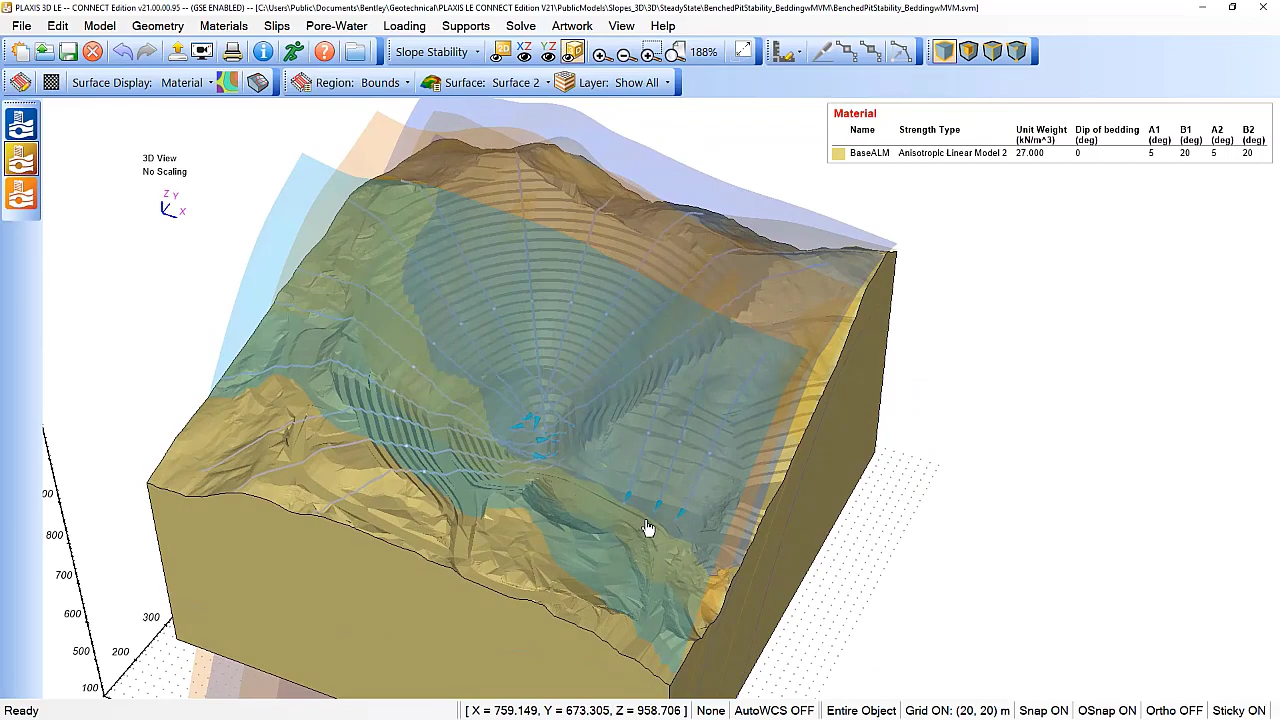 PLAXIS 3D LE -- CONNECT Edition v21.00.00.95 -- (GSE ENABLED) -- [C:\Users\Public\Documents\Bentley\Geotechnical\PLAXIS LE CONNECT Edition V21\PublicModels\Slopes_3D\3D\SteadyState\BenchedPitStability_BeddingwMVM\BenchedPitStability_BeddingwMVM.svm]
File Edit Model Geometry Materials Slips Pore-Water Loading Supports Solve Artwork View Help
Slope Stability 2D XZ YZ 188%
Surface Display: Material Region: Bounds Surface: Surface 2 Layer: Show All
3D View
No Scaling
Z Y
X
Material
Name Strength Type Unit Weight (kN/m^3) Dip of bedding (deg) A1 (deg) B1 (deg) A2 (deg) B2 (deg)
BaseALM Anisotropic Linear Model 2 27.000 0 5 20 5 20
00
800
700
600
500
100
300
200
Ready [ X = 759.149, Y = 673.305, Z = 958.706 ] None AutoWCS OFF Entire Object Grid ON: (20, 20) m Snap ON OSnap ON Ortho OFF Sticky ON